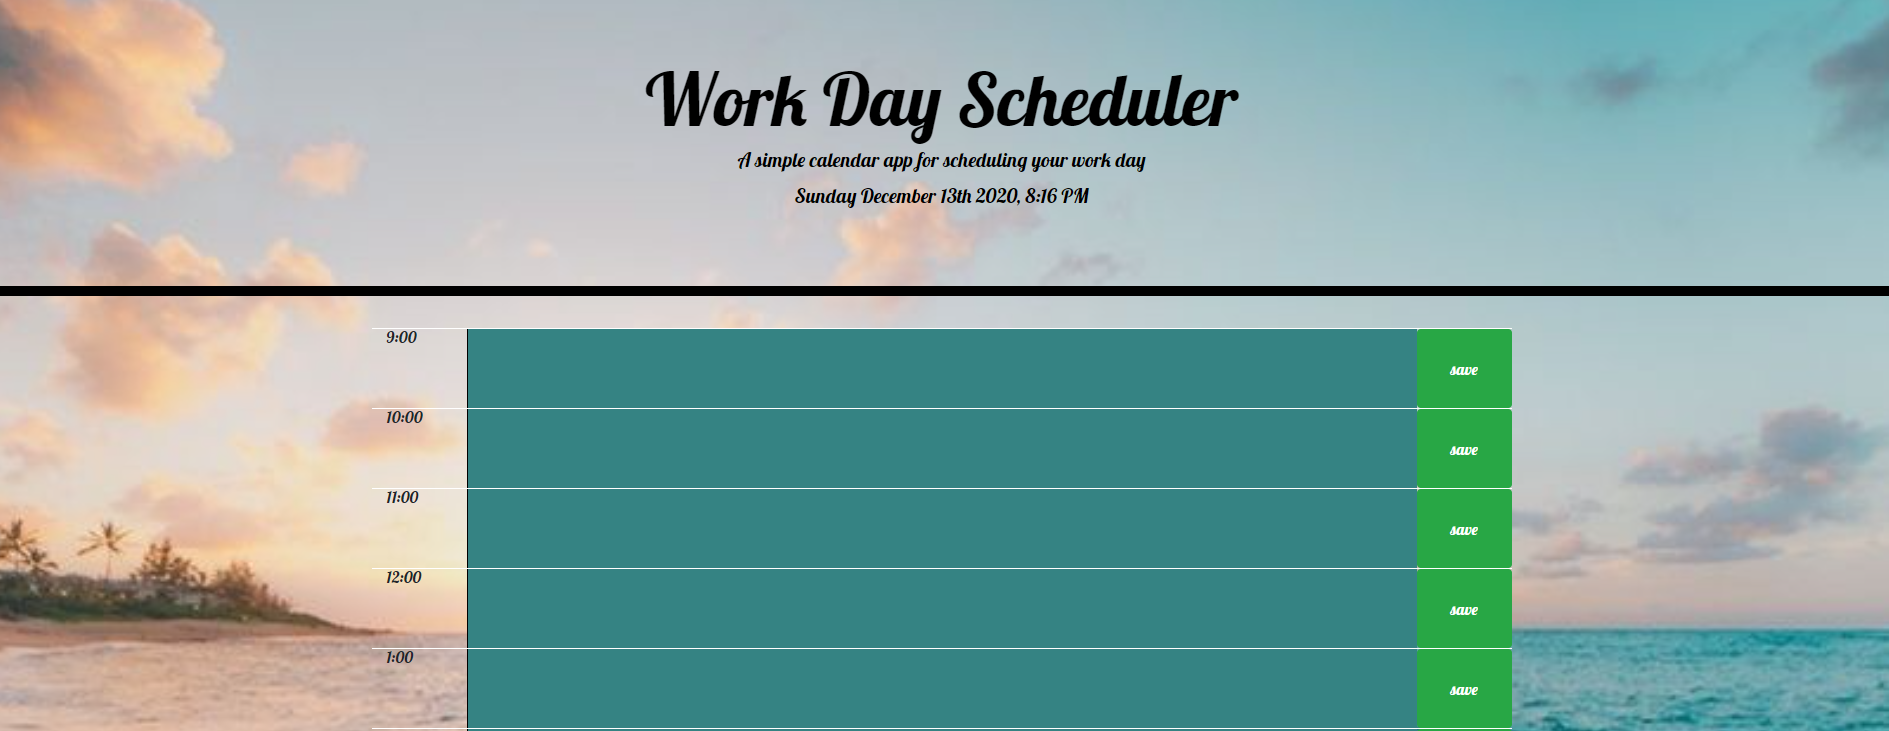 Work Day Scheduler
A simple calendar app for scheduling your work day
Sunday December 13th 2020, 8:16 PM
9:00
save
10:00
save
11:00
save
12:00
save
1:00
save